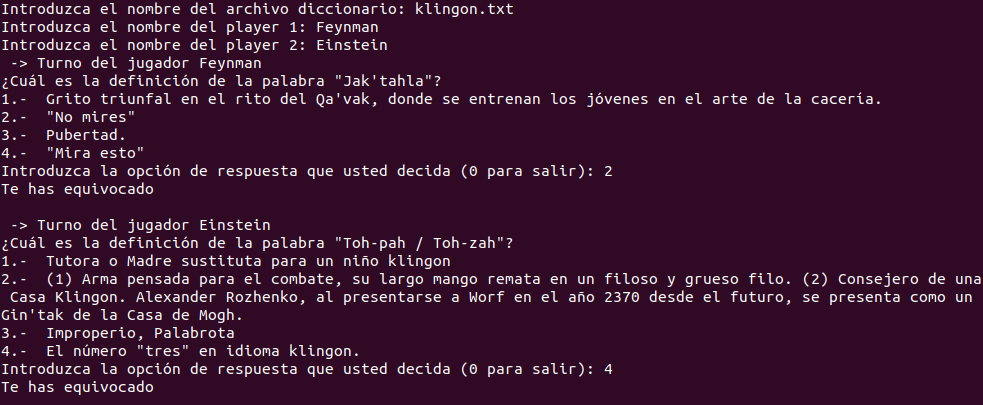 Introduzca el nombre del archivo diccionario: klingon.txt
Introduzca el nombre del player 1: Feynman
Introduzca el nombre del player 2: Einstein
 -> Turno del jugador Feynman
¿Cuál es la definición de la palabra "Jak'tahla"?
1.-  Grito triunfal en el rito del Qa'vak, donde se entrenan los jóvenes en el arte de la cacería.
2.-  "No mires"
3.-  Pubertad.
4.-  "Mira esto"
Introduzca la opción de respuesta que usted decida (0 para salir): 2
Te has equivocado

 -> Turno del jugador Einstein
¿Cuál es la definición de la palabra "Toh-pah / Toh-zah"?
1.-  Tutora o Madre sustituta para un niño klingon
2.-  (1) Arma pensada para el combate, su largo mango remata en un filoso y grueso filo. (2) Consejero de una
 Casa Klingon. Alexander Rozhenko, al presentarse a Worf en el año 2370 desde el futuro, se presenta como un
Gin'tak de la Casa de Mogh.
3.-  Improperio, Palabrota
4.-  El número "tres" en idioma klingon.
Introduzca la opción de respuesta que usted decida (0 para salir): 4
Te has equivocado